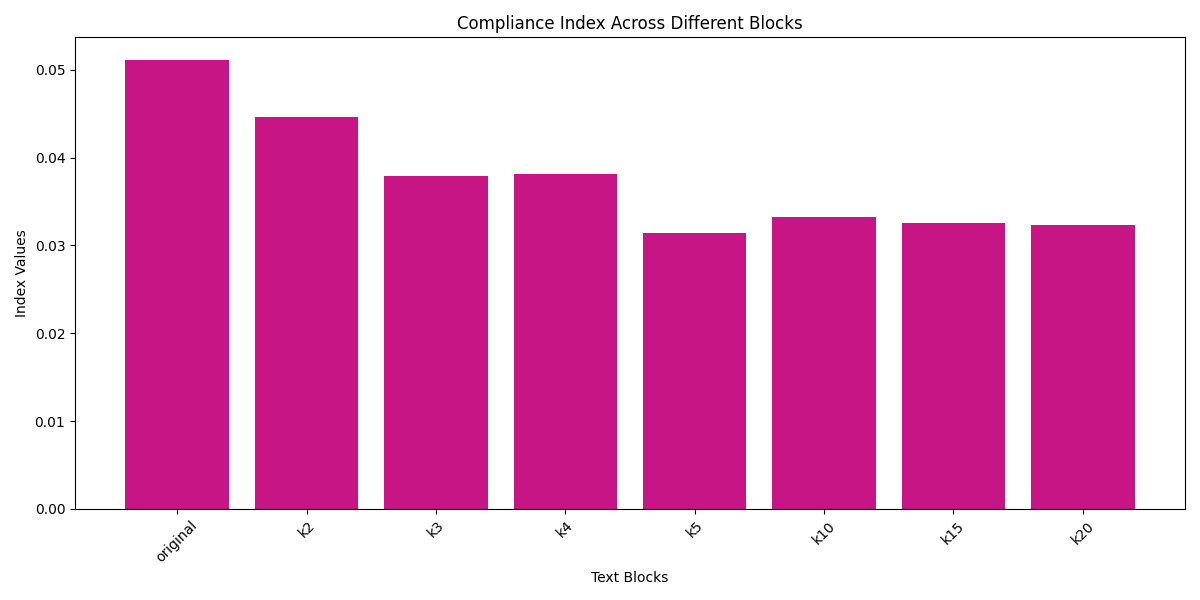 Compliance Index Across Different Blocks
Index Values
0.05
0.04
0.03
0.02
0.01
0.00
original
k2
k3
k4
k5
k10
k15
k20
Text Blocks